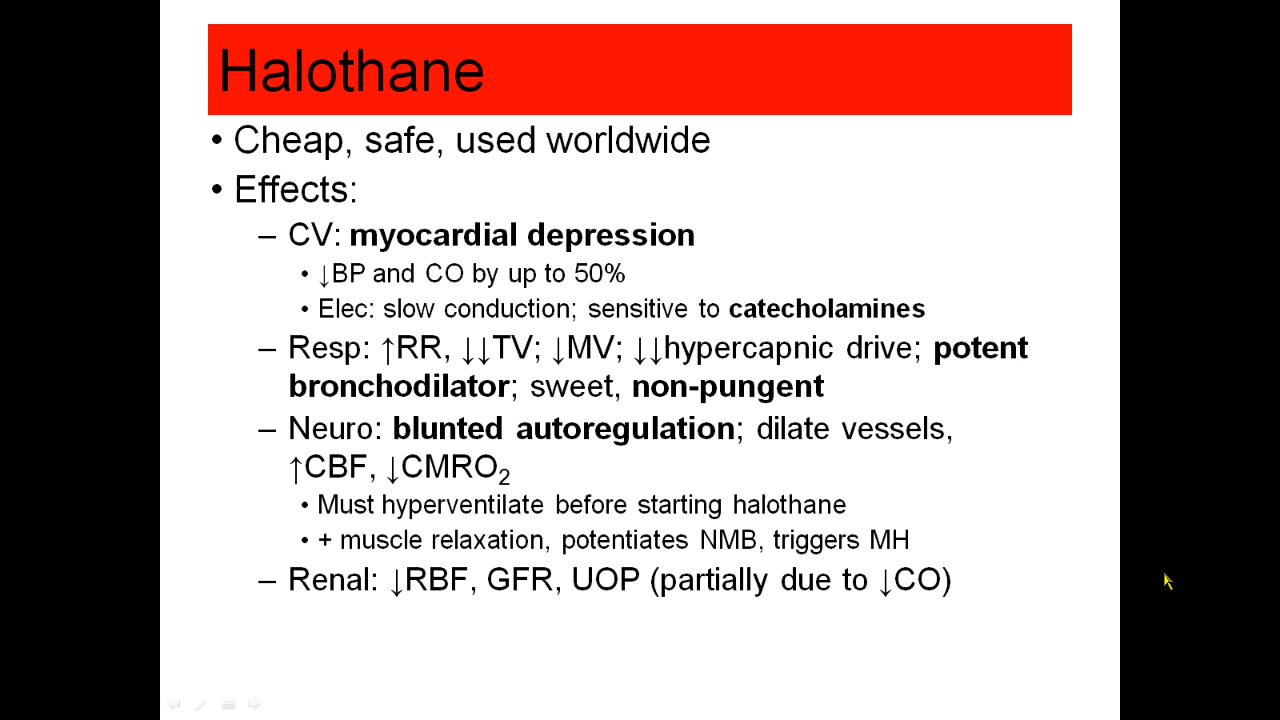 Halothane
• Cheap, safe, used worldwide
• Effects:
– CV: myocardial depression
• ↓BP and CO by up to 50%
• Elec: slow conduction; sensitive to catecholamines
– Resp: ↑RR, ↓↓TV; ↓MV; ↓↓hypercapnic drive; potent
bronchodilator; sweet, non-pungent
– Neuro: blunted autoregulation; dilate vessels,
↑CBF, ↓CMRO₂
• Must hyperventilate before starting halothane
• + muscle relaxation, potentiates NMB, triggers MH
– Renal: ↓RBF, GFR, UOP (partially due to ↓CO)